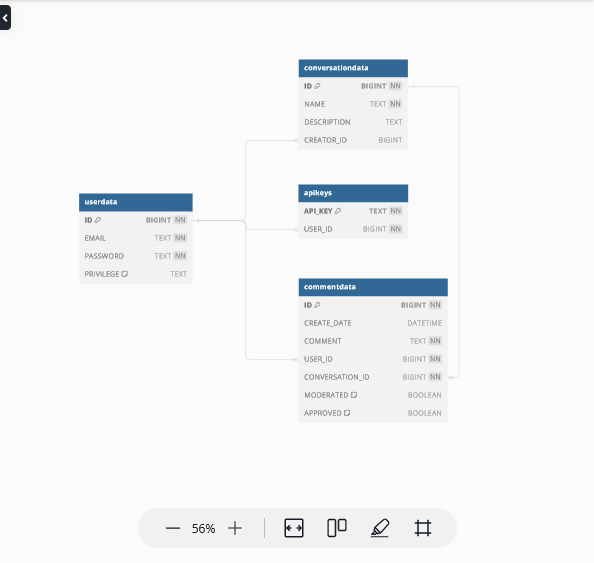 conversationdata
ID BIGINT NN
NAME TEXT NN
DESCRIPTION TEXT
CREATOR_ID BIGINT
userdata
ID BIGINT NN
EMAIL TEXT NN
PASSWORD TEXT NN
PRIVILEGE TEXT
apikeys
API_KEY TEXT NN
USER_ID BIGINT NN
commentdata
ID BIGINT NN
CREATE_DATE DATETIME
COMMENT TEXT NN
USER_ID BIGINT NN
CONVERSATION_ID BIGINT NN
MODERATED BOOLEAN
APPROVED BOOLEAN
56%